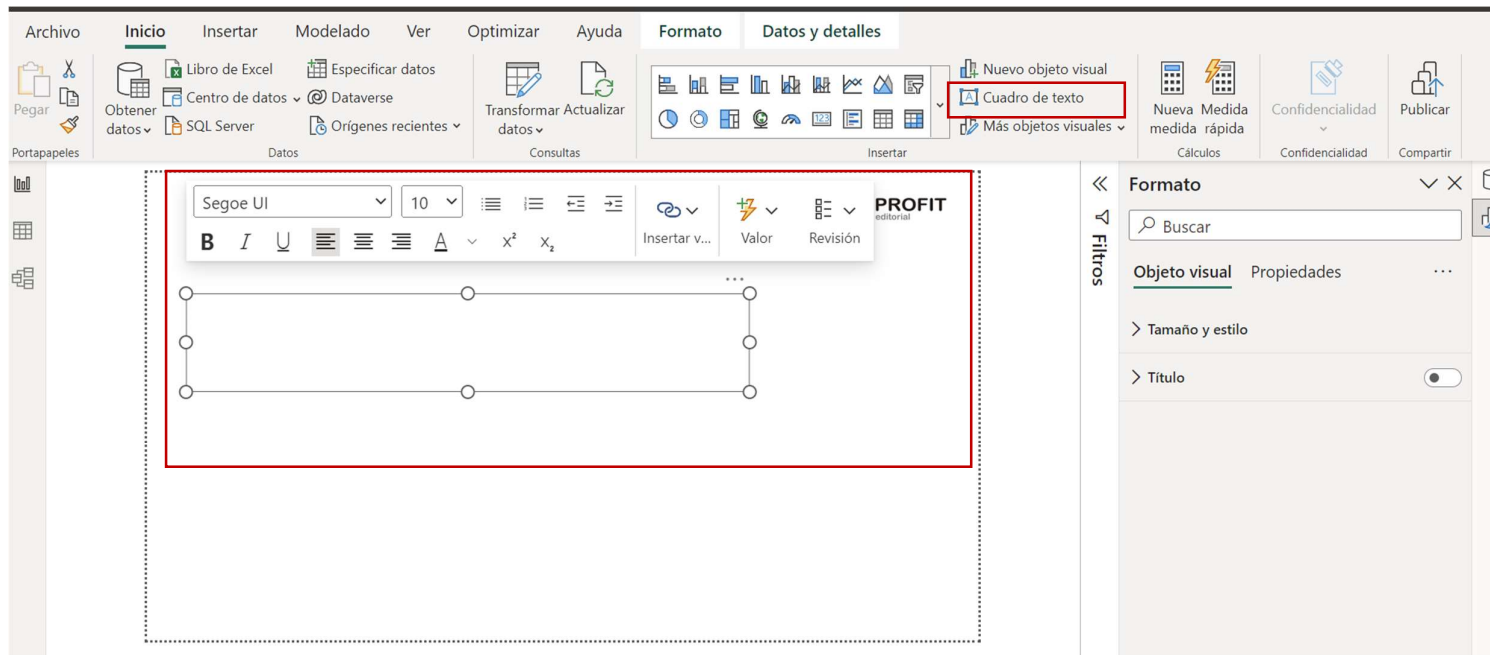 Archivo Inicio Insertar Modelado Ver Optimizar Ayuda Formato Datos y detalles
Pegar
Portapapeles
Obtener datos
Libro de Excel
Centro de datos
SQL Server
Especificar datos
Dataverse
Orígenes recientes
Datos
Transformar datos
Actualizar
Consultas
123
Insertar
Nuevo objeto visual
A Cuadro de texto
Más objetos visuales
Nueva medida
Medida rápida
Cálculos
Confidencialidad
Confidencialidad
Publicar
Compartir
Segoe UI 10
B I U A x² x₂
Insertar v...
Valor
Revisión
PROFIT
editorial
...
Filtros
Formato
Buscar
Objeto visual Propiedades ...
Tamaño y estilo
Título